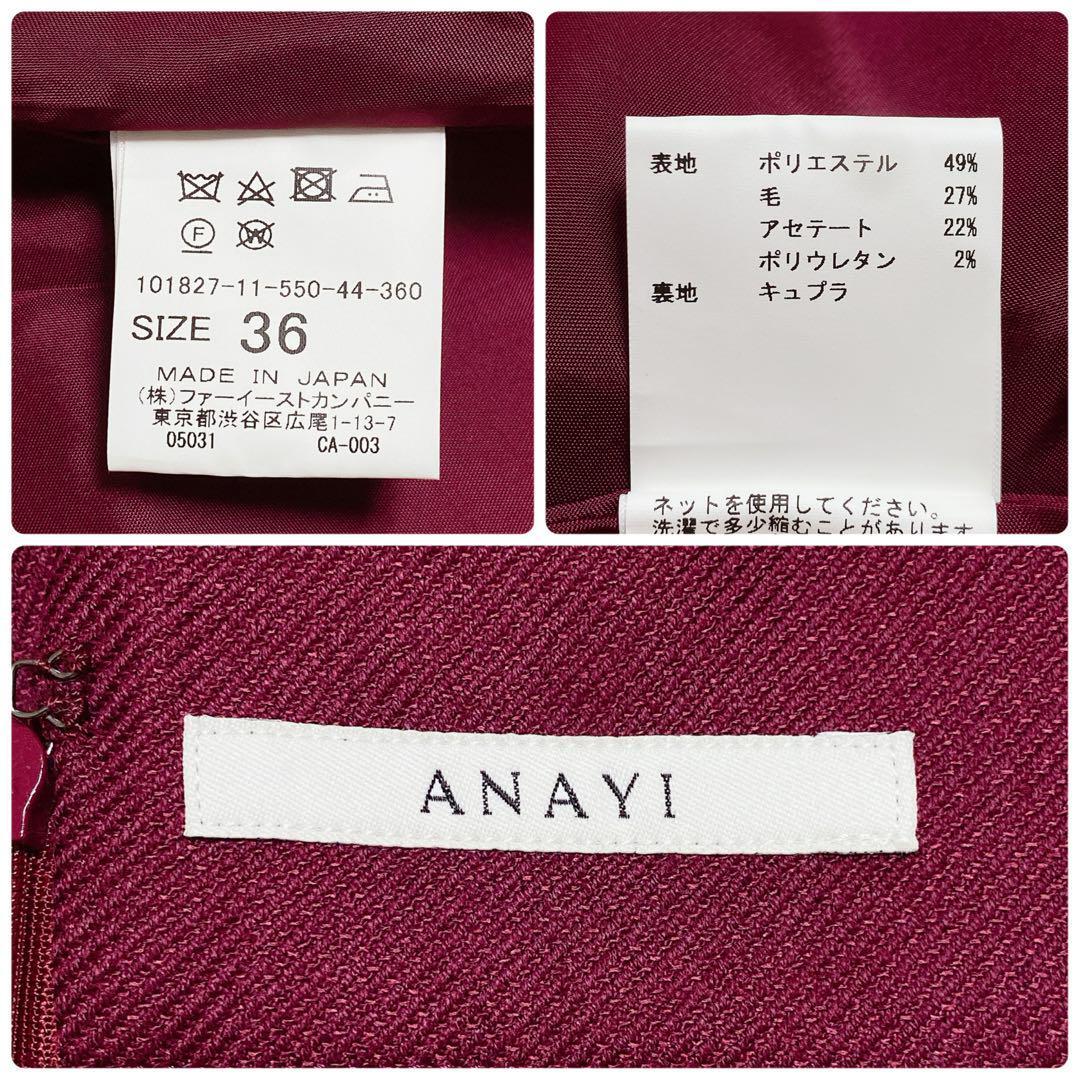 F
W
101827-11-550-44-360
SIZE 36
MADE IN JAPAN
(株)ファーイーストカンパニー
東京都渋谷区広尾1-13-7
05031 CA-003
表地 ポリエステル 49%
毛 27%
アセテート 22%
ポリウレタン 2%
裏地 キュプラ
ネットを使用してください。
洗濯で多少縮むことがあります
ANAYI